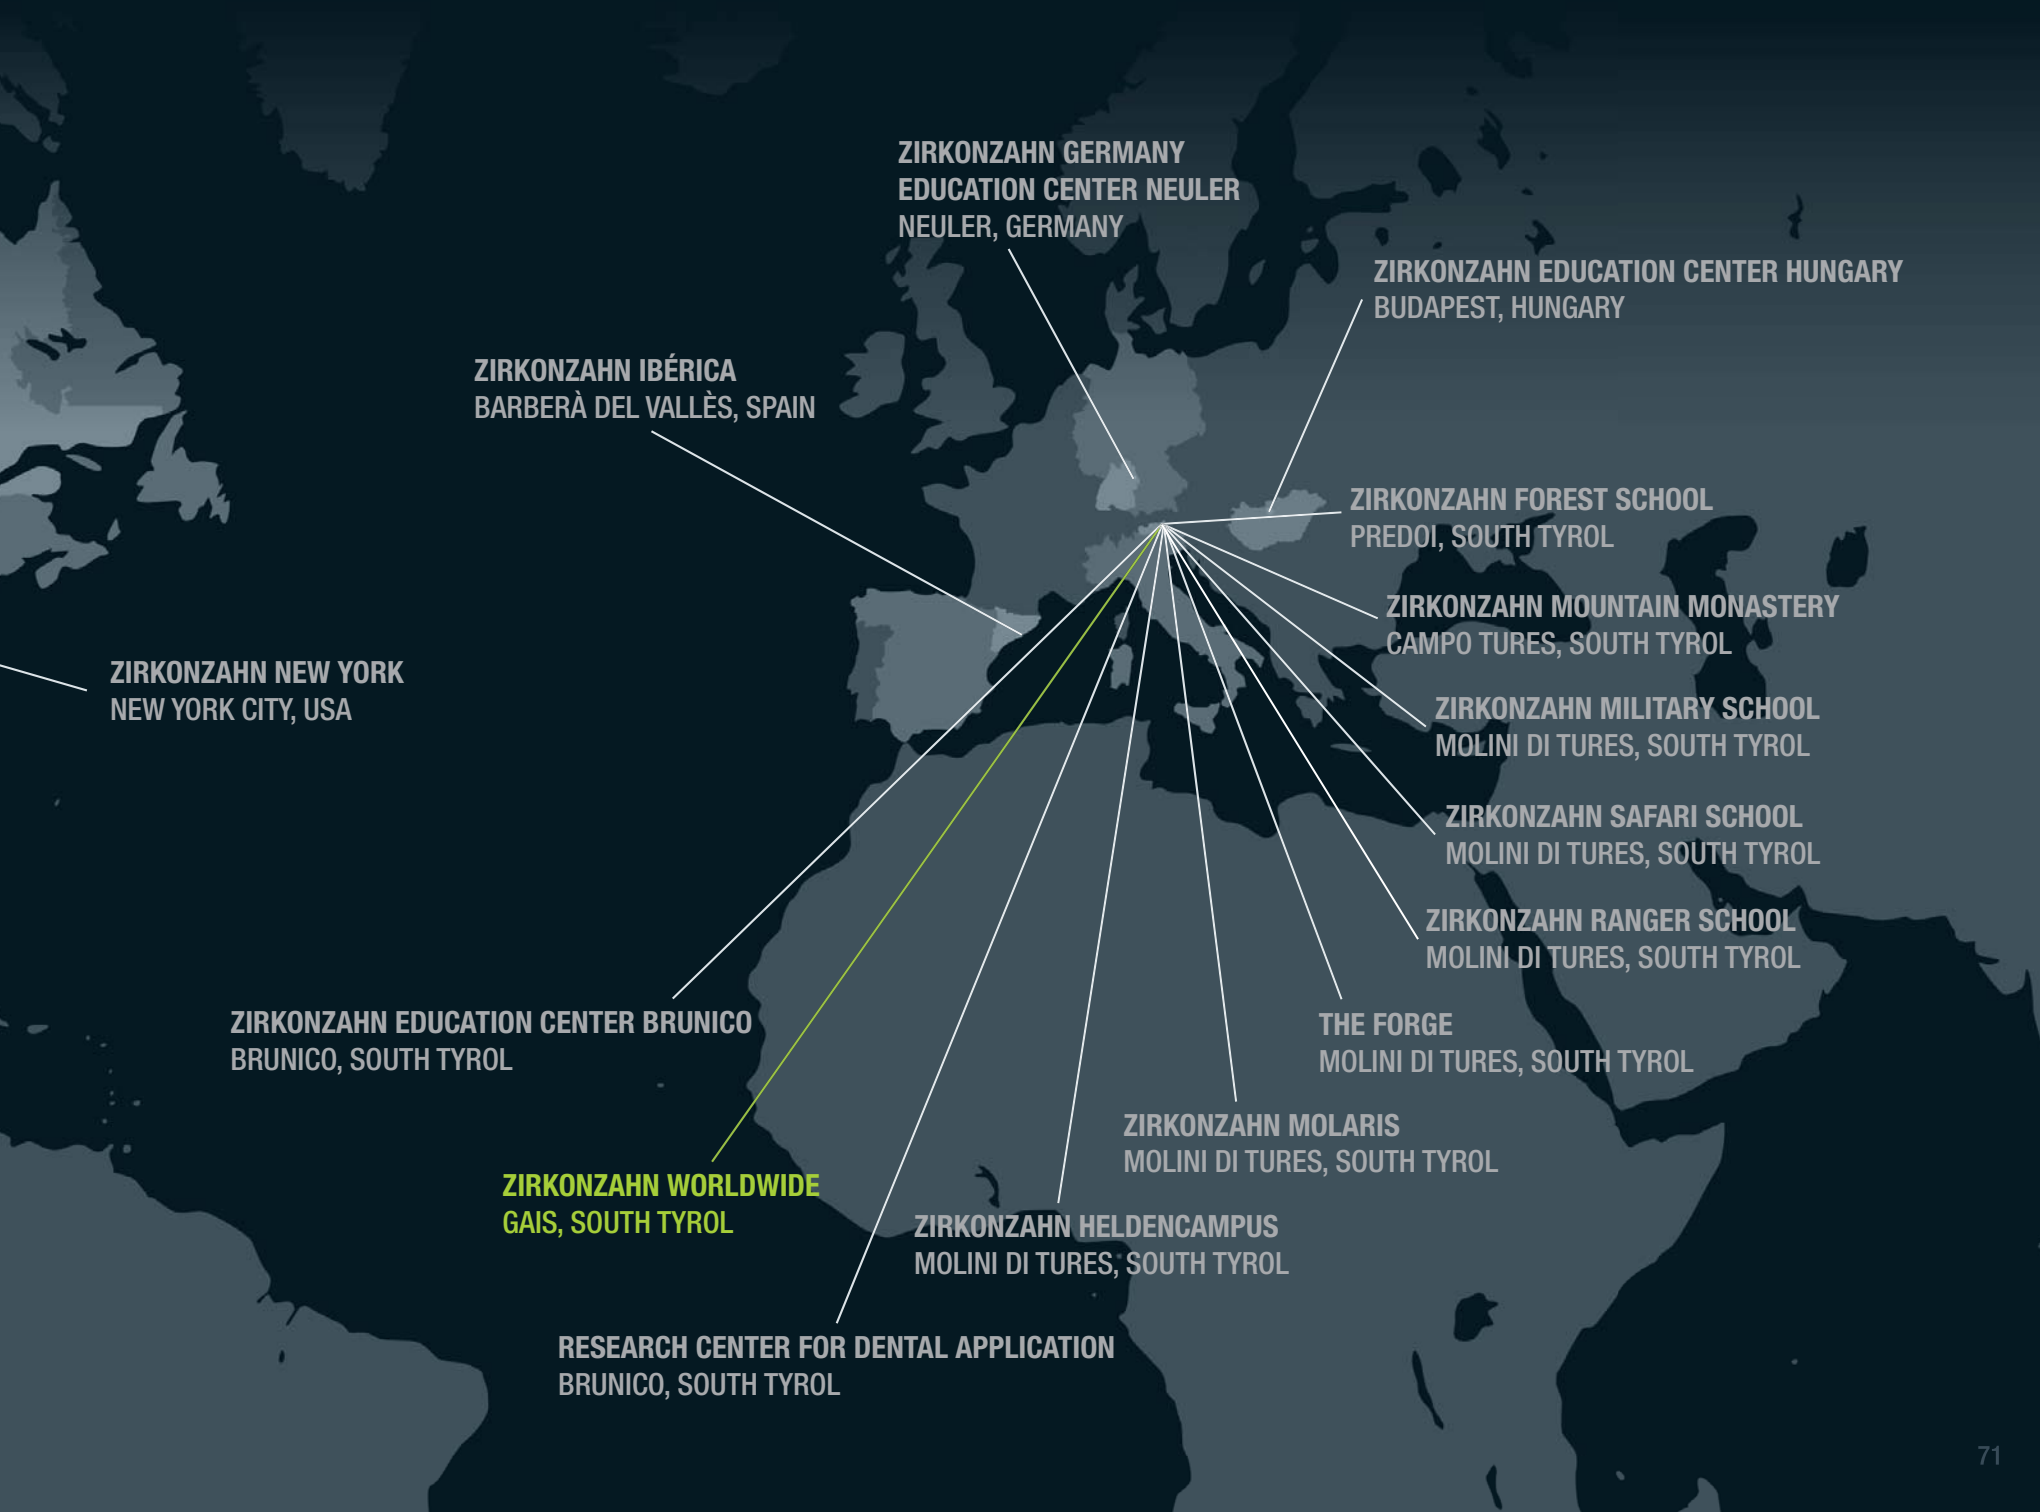 ZIRKONZAHN GERMANY
EDUCATION CENTER NEULER
NEULER, GERMANY
ZIRKONZAHN EDUCATION CENTER HUNGARY
BUDAPEST, HUNGARY
ZIRKONZAHN IBÉRICA
BARBERÀ DEL VALLÈS, SPAIN
ZIRKONZAHN FOREST SCHOOL
PREDOI, SOUTH TYROL
ZIRKONZAHN MOUNTAIN MONASTERY
CAMPO TURES, SOUTH TYROL
ZIRKONZAHN NEW YORK
NEW YORK CITY, USA
ZIRKONZAHN MILITARY SCHOOL
MOLINI DI TURES, SOUTH TYROL
ZIRKONZAHN SAFARI SCHOOL
MOLINI DI TURES, SOUTH TYROL
ZIRKONZAHN RANGER SCHOOL
MOLINI DI TURES, SOUTH TYROL
ZIRKONZAHN EDUCATION CENTER BRUNICO
BRUNICO, SOUTH TYROL
THE FORGE
MOLINI DI TURES, SOUTH TYROL
ZIRKONZAHN MOLARIS
MOLINI DI TURES, SOUTH TYROL
ZIRKONZAHN WORLDWIDE
GAIS, SOUTH TYROL
ZIRKONZAHN HELDENCAMPUS
MOLINI DI TURES, SOUTH TYROL
RESEARCH CENTER FOR DENTAL APPLICATION
BRUNICO, SOUTH TYROL
71